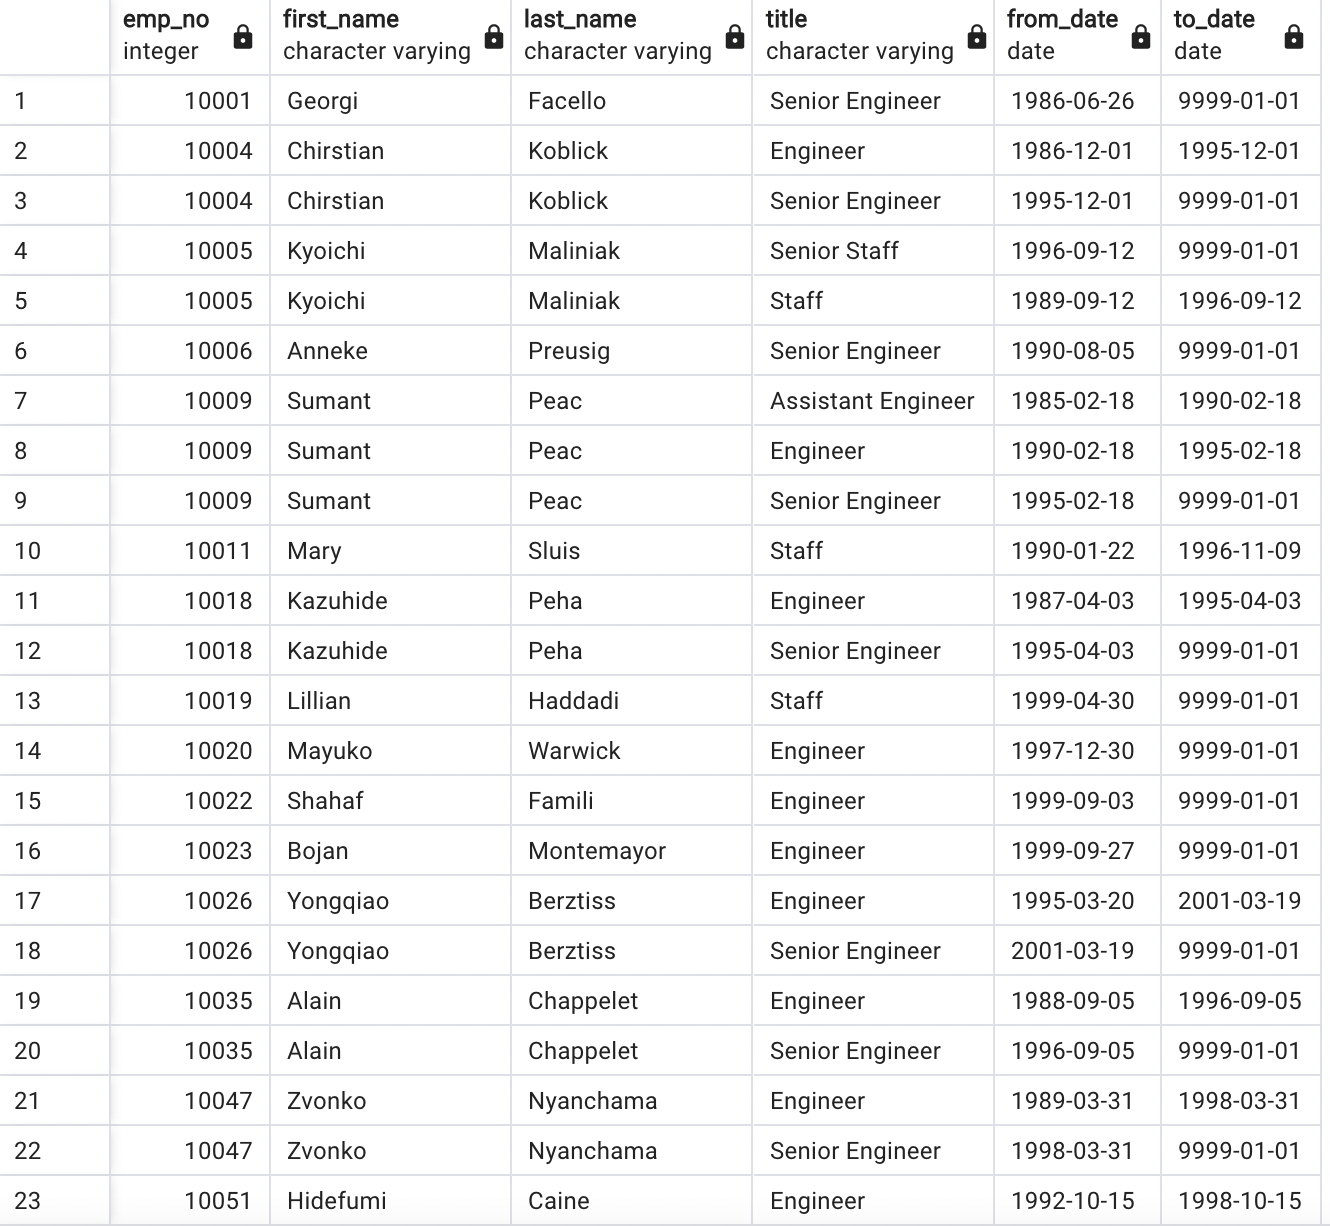 emp_no first_name last_name title from_date to_date
integer character varying character varying character varying date date
1 10001 Georgi Facello Senior Engineer 1986-06-26 9999-01-01
2 10004 Chirstian Koblick Engineer 1986-12-01 1995-12-01
3 10004 Chirstian Koblick Senior Engineer 1995-12-01 9999-01-01
4 10005 Kyoichi Maliniak Senior Staff 1996-09-12 9999-01-01
5 10005 Kyoichi Maliniak Staff 1989-09-12 1996-09-12
6 10006 Anneke Preusig Senior Engineer 1990-08-05 9999-01-01
7 10009 Sumant Peac Assistant Engineer 1985-02-18 1990-02-18
8 10009 Sumant Peac Engineer 1990-02-18 1995-02-18
9 10009 Sumant Peac Senior Engineer 1995-02-18 9999-01-01
10 10011 Mary Sluis Staff 1990-01-22 1996-11-09
11 10018 Kazuhide Peha Engineer 1987-04-03 1995-04-03
12 10018 Kazuhide Peha Senior Engineer 1995-04-03 9999-01-01
13 10019 Lillian Haddadi Staff 1999-04-30 9999-01-01
14 10020 Mayuko Warwick Engineer 1997-12-30 9999-01-01
15 10022 Shahaf Famili Engineer 1999-09-03 9999-01-01
16 10023 Bojan Montemayor Engineer 1999-09-27 9999-01-01
17 10026 Yongqiao Berztiss Engineer 1995-03-20 2001-03-19
18 10026 Yongqiao Berztiss Senior Engineer 2001-03-19 9999-01-01
19 10035 Alain Chappelet Engineer 1988-09-05 1996-09-05
20 10035 Alain Chappelet Senior Engineer 1996-09-05 9999-01-01
21 10047 Zvonko Nyanchama Engineer 1989-03-31 1998-03-31
22 10047 Zvonko Nyanchama Senior Engineer 1998-03-31 9999-01-01
23 10051 Hidefumi Caine Engineer 1992-10-15 1998-10-15